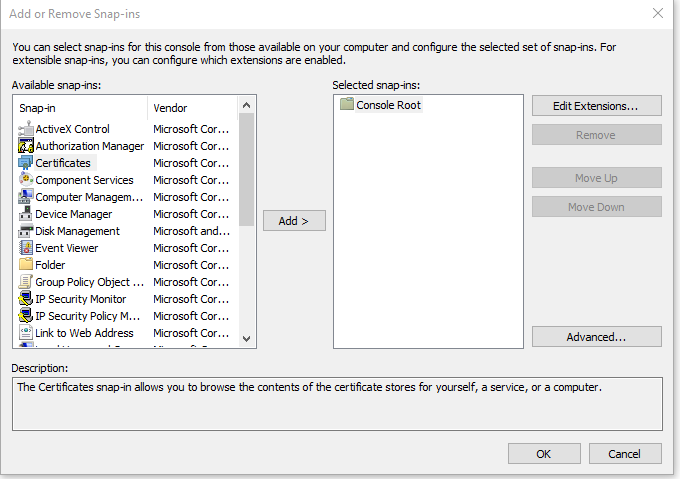 Add or Remove Snap-ins
You can select snap-ins for this console from those available on your computer and configure the selected set of snap-ins. For
extensible snap-ins, you can configure which extensions are enabled.
Available snap-ins:
Selected snap-ins:
Snap-in Vendor
ActiveX Control Microsoft Cor...
Authorization Manager Microsoft Cor...
Certificates Microsoft Cor...
Component Services Microsoft Cor...
Computer Managem... Microsoft Cor...
Device Manager Microsoft Cor...
Disk Management Microsoft and...
Event Viewer Microsoft Cor...
Folder Microsoft Cor...
Group Policy Object ... Microsoft Cor...
IP Security Monitor Microsoft Cor...
IP Security Policy M... Microsoft Cor...
Link to Web Address Microsoft Cor...
Add >
Console Root
Edit Extensions...
Remove
Move Up
Move Down
Advanced...
Description:
The Certificates snap-in allows you to browse the contents of the certificate stores for yourself, a service, or a computer.
OK
Cancel